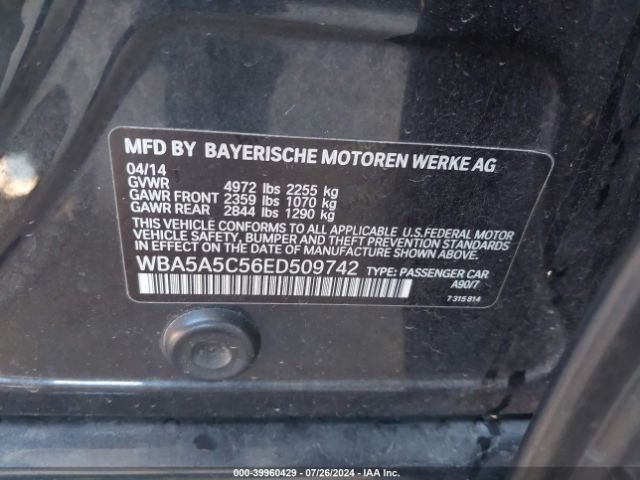 MFD BY BAYERISCHE MOTOREN WERKE AG
04/14
GVWR 4972 lbs 2255 kg
GAWR FRONT 2359 lbs 1070 kg
GAWR REAR 2844 lbs 1290 kg
THIS VEHICLE CONFORMS TO ALL APPLICABLE U.S.FEDERAL MOTOR
VEHICLE SAFETY, BUMPER AND THEFT PREVENTION STANDARDS
IN EFFECT ON THE DATE OF MANUFACTURE SHOWN ABOVE.
WBA5A5C56ED509742 TYPE: PASSENGER CAR
A90/7
7 315 814
000-39960429 - 07/26/2024 - IAA Inc.